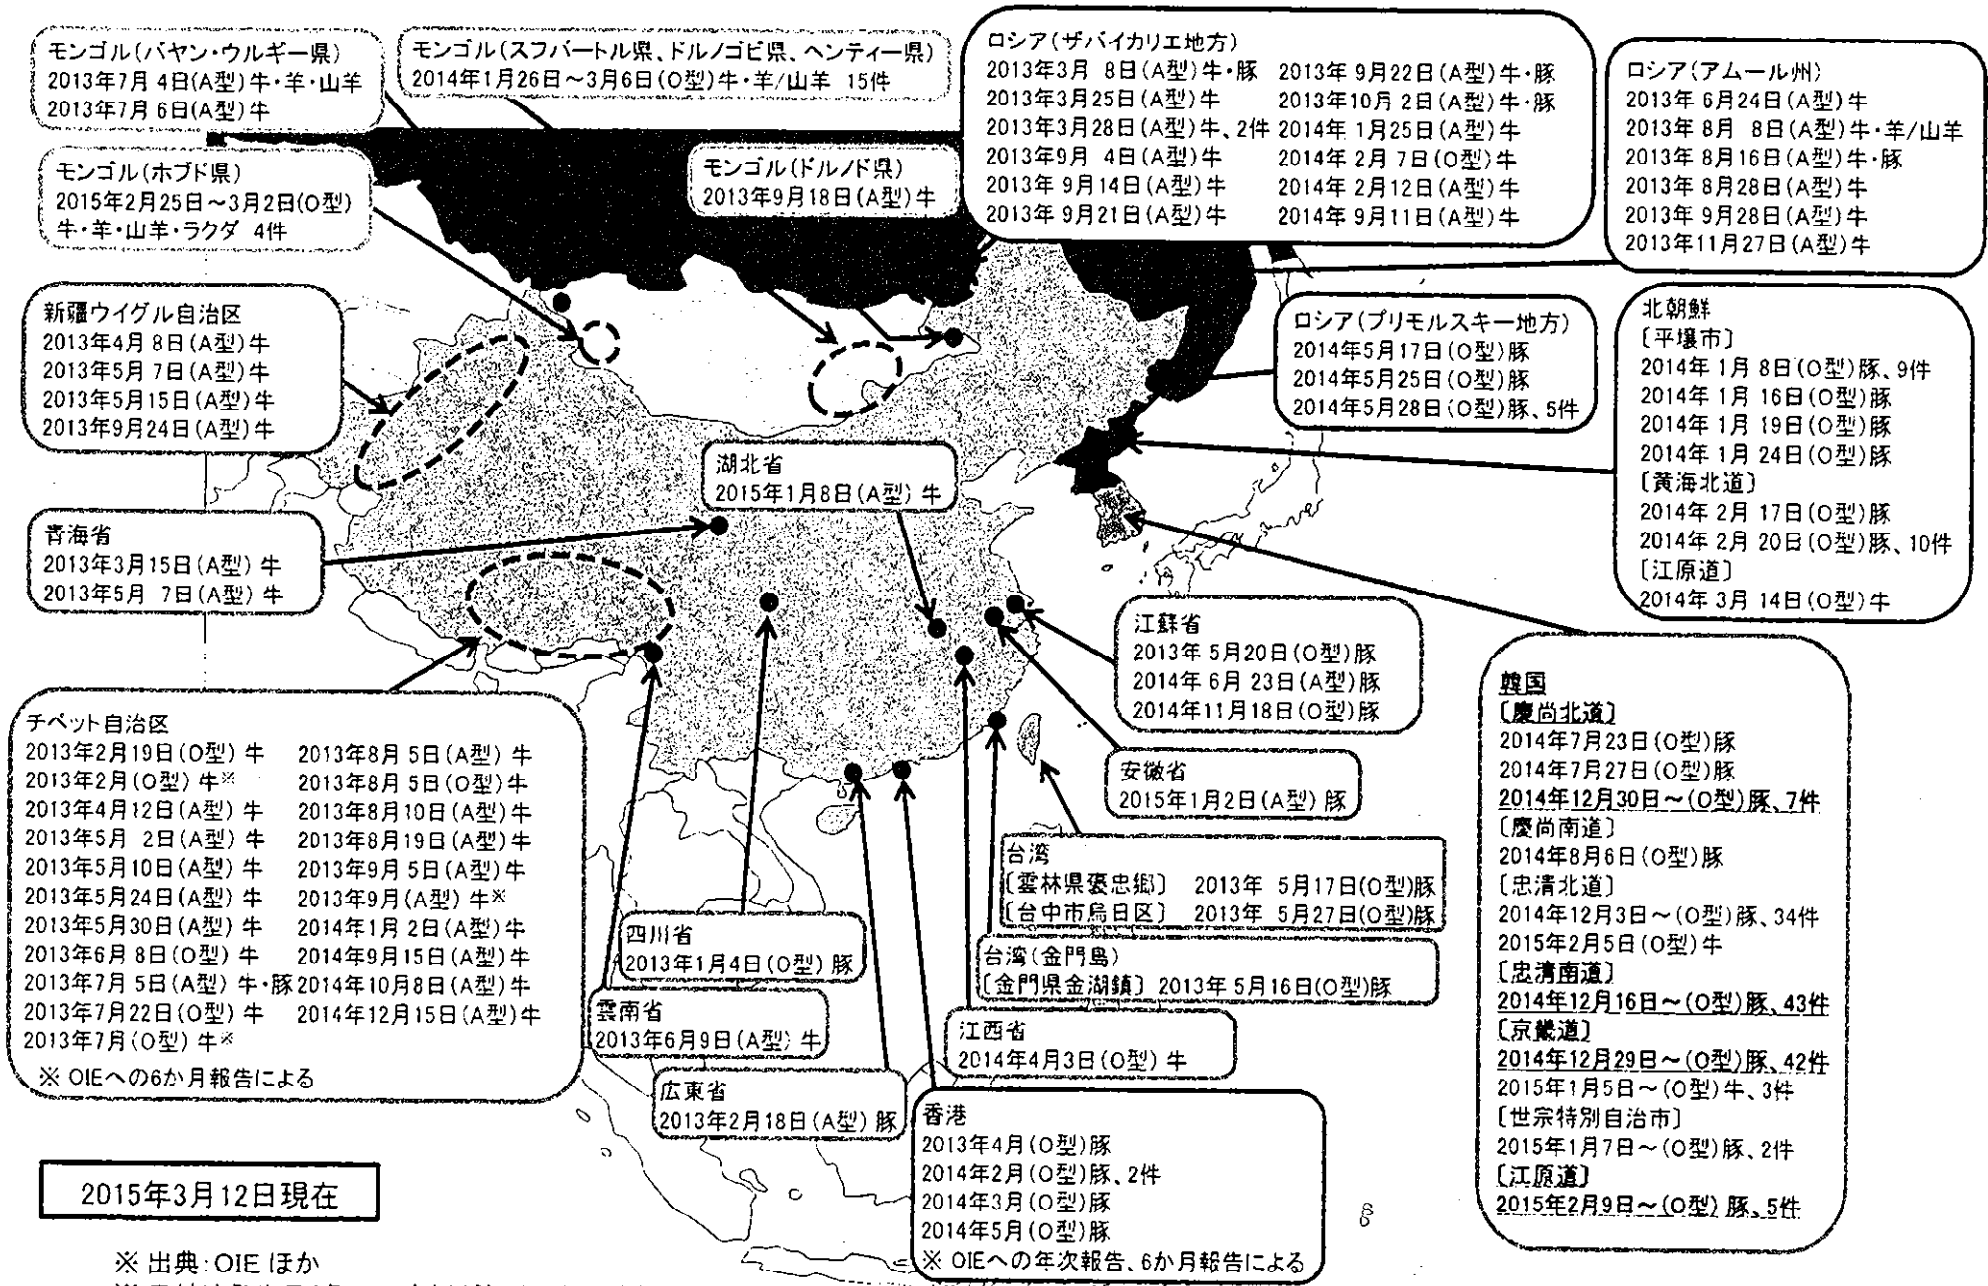 モンゴル(バヤン・ウルギー県)
2013年7月 4日(A型)牛・羊・山羊
2013年7月 6日(A型)牛
モンゴル(スフバートル県、ドルノゴビ県、ヘンティー県)
2014年1月26日～3月6日(O型)牛・羊/山羊 15件
ロシア(ザバイカリエ地方)
2013年3月 8日(A型)牛・豚 2013年 9月22日(A型)牛・豚
2013年3月25日(A型)牛 2013年10月 2日(A型)牛・豚
2013年3月28日(A型)牛、2件 2014年 1月25日(A型)牛
2013年9月 4日(A型)牛 2014年 2月 7日(O型)牛
2013年 9月14日(A型)牛 2014年 2月12日(A型)牛
2013年 9月21日(A型)牛 2014年 9月11日(A型)牛
ロシア(アムール州)
2013年 6月24日(A型)牛
2013年 8月 8日(A型)牛・羊/山羊
2013年 8月16日(A型)牛・豚
2013年 8月28日(A型)牛
2013年 9月28日(A型)牛
2013年11月27日(A型)牛
モンゴル(ホブド県)
2015年2月25日～3月2日(O型)
牛・羊・山羊・ラクダ 4件
モンゴル(ドルノド県)
2013年9月18日(A型)牛
新疆ウイグル自治区
2013年4月 8日(A型)牛
2013年5月 7日(A型)牛
2013年5月15日(A型)牛
2013年9月24日(A型)牛
ロシア(プリモルスキー地方)
2014年5月17日(O型)豚
2014年5月25日(O型)豚
2014年5月28日(O型)豚、5件
北朝鮮
〔平壌市〕
2014年 1月 8日(O型)豚、9件
2014年 1月 16日(O型)豚
2014年 1月 19日(O型)豚
2014年 1月 24日(O型)豚
〔黄海北道〕
2014年 2月 17日(O型)豚
2014年 2月 20日(O型)豚、10件
〔江原道〕
2014年 3月 14日(O型)牛
湖北省
2015年1月8日(A型) 牛
青海省
2013年3月15日(A型) 牛
2013年5月 7日(A型) 牛
江蘇省
2013年 5月20日(O型)豚
2014年 6月 23日(A型)豚
2014年11月18日(O型)豚
安徽省
2015年1月2日(A型) 豚
韓国
〔慶尚北道〕
2014年7月23日(O型)豚
2014年7月27日(O型)豚
2014年12月30日～(O型)豚、7件
〔慶尚南道〕
2014年8月6日(O型)豚
〔忠清北道〕
2014年12月3日～(O型)豚、34件
2015年2月5日(O型)牛
〔忠清南道〕
2014年12月16日～(O型)豚、43件
〔京畿道〕
2014年12月29日～(O型)豚、42件
2015年1月5日～(O型)牛、3件
〔世宗特別自治市〕
2015年1月7日～(O型)豚、2件
〔江原道〕
2015年2月9日～(O型) 豚、5件
チベット自治区
2013年2月19日(O型) 牛 2013年8月 5日(A型) 牛
2013年2月(O型) 牛※ 2013年8月 5日(O型) 牛
2013年4月12日(A型) 牛 2013年8月10日(A型) 牛
2013年5月 2日(A型) 牛 2013年8月19日(A型) 牛
2013年5月10日(A型) 牛 2013年9月 5日(A型) 牛
2013年5月24日(A型) 牛 2013年9月(A型) 牛※
2013年5月30日(A型) 牛 2014年1月 2日(A型) 牛
2013年6月 8日(O型) 牛 2014年9月15日(A型) 牛
2013年7月 5日(A型) 牛・豚 2014年10月8日(A型) 牛
2013年7月22日(O型) 牛 2014年12月15日(A型)牛
2013年7月(O型) 牛※
※ OIEへの6か月報告による
台湾
〔雲林県褒忠郷〕 2013年 5月17日(O型)豚
〔台中市烏日区〕 2013年 5月27日(O型)豚
台湾(金門島)
〔金門県金湖鎮〕 2013年 5月16日(O型)豚
四川省
2013年1月4日(O型) 豚
雲南省
2013年6月9日(A型) 牛
江西省
2014年4月3日(O型) 牛
広東省
2013年2月18日(A型) 豚
香港
2013年4月(O型)豚
2014年2月(O型)豚、2件
2014年3月(O型)豚
2014年5月(O型)豚
※ OIEへの年次報告、6か月報告による
2015年3月12日現在
※ 出典：OIE ほか